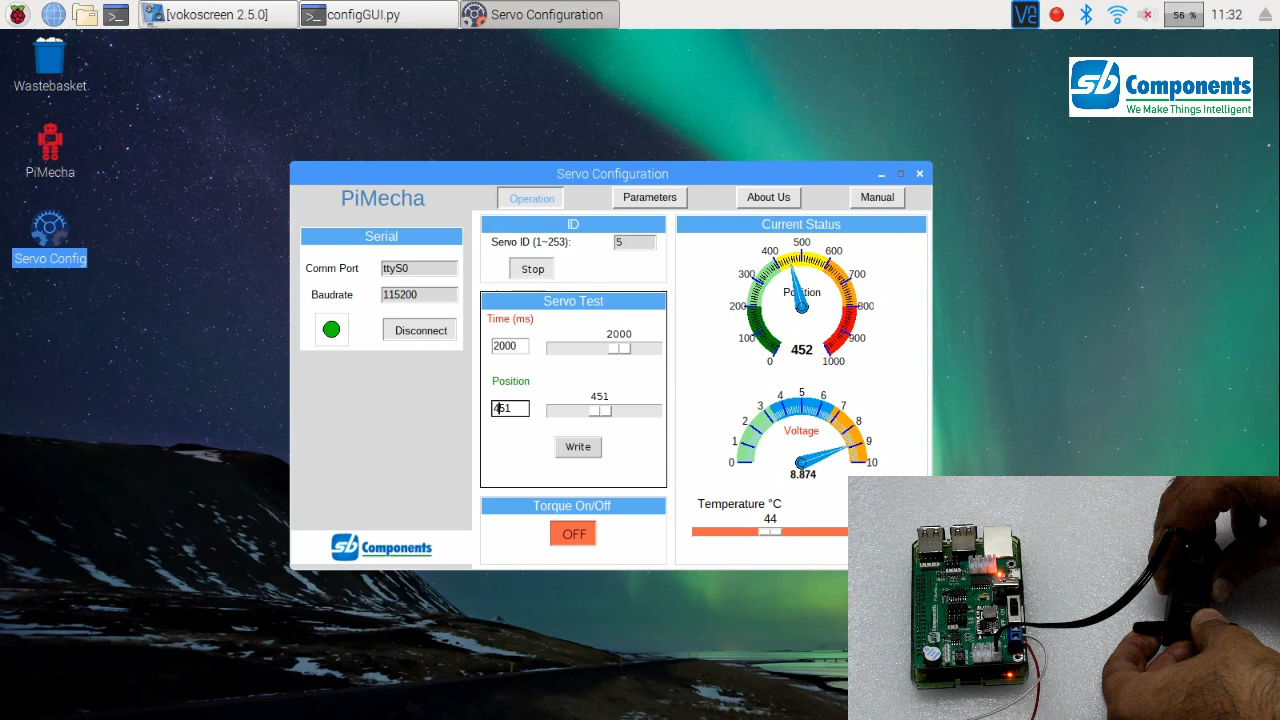 [vokoscreen 2.5.0]
configGUI.py
Servo Configuration
V2
56 %
11:32
Wastebasket
PiMecha
Servo Config
sb Components
We Make Things Intelligent
Servo Configuration
PiMecha
Operation
Parameters
About Us
Manual
Serial
Comm Port
ttyS0
Baudrate
115200
Disconnect
sb Components
ID
Servo ID (1~253):
5
Stop
Servo Test
Time (ms)
2000
2000
Position
451
451
Write
Torque On/Off
OFF
Current Status
0
100
200
300
400
500
600
700
800
900
1000
Position
452
0
1
2
3
4
5
6
7
8
9
10
Voltage
8.874
Temperature °C
44